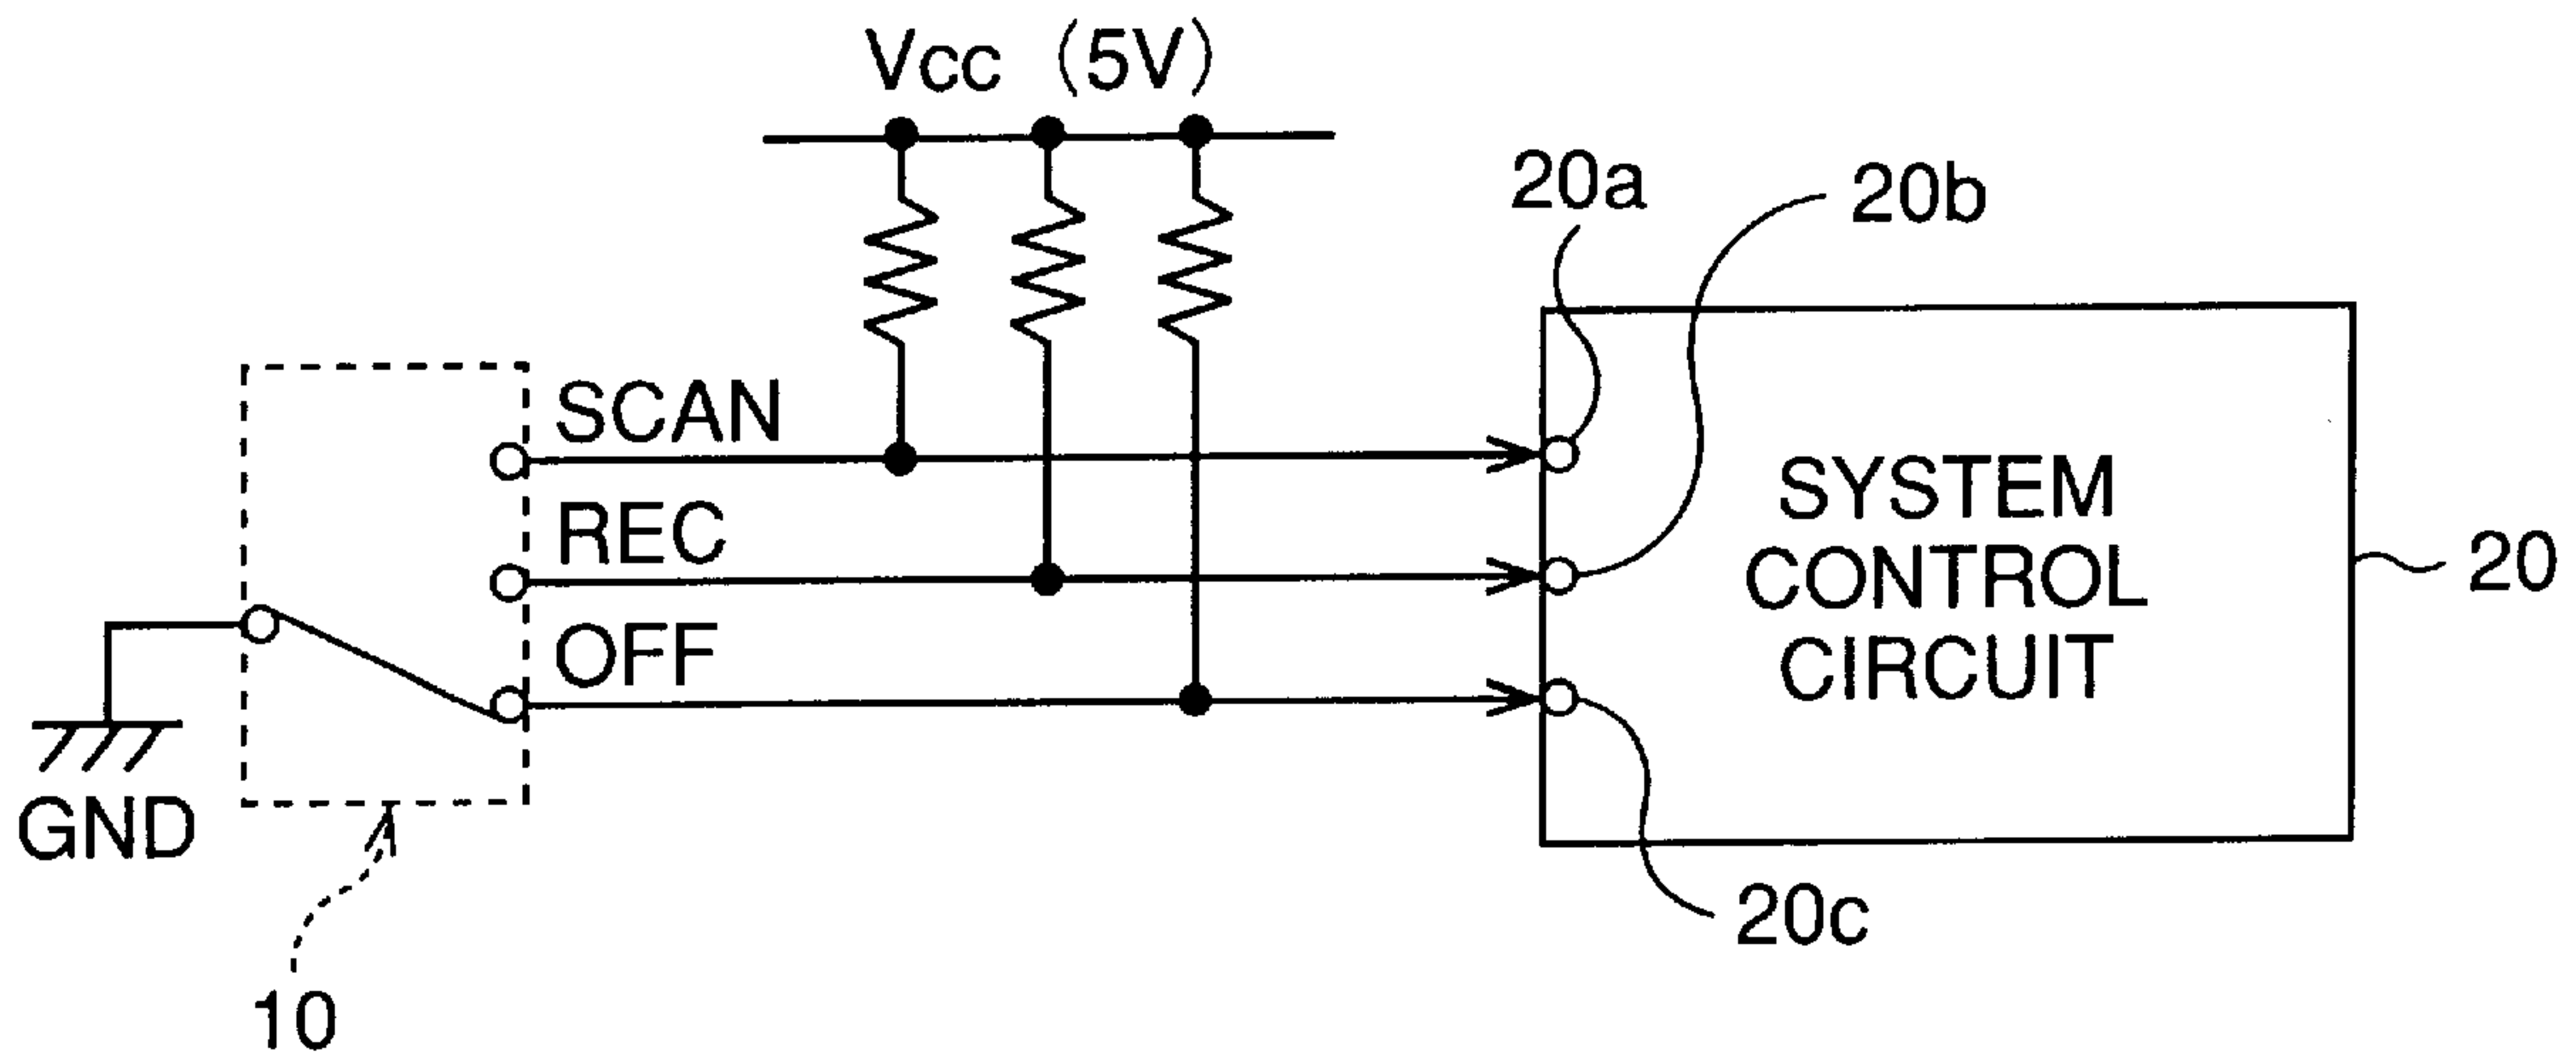 Vcc (5V)
20a
20b
SCAN
REC
OFF
SYSTEM
CONTROL
CIRCUIT
20
GND
20c
10